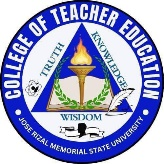 COLLEGE OF TEACHER EDUCATION
TRUTH
KNOWLEDGE
WISDOM
JOSE RIZAL MEMORIAL STATE UNIVERSITY